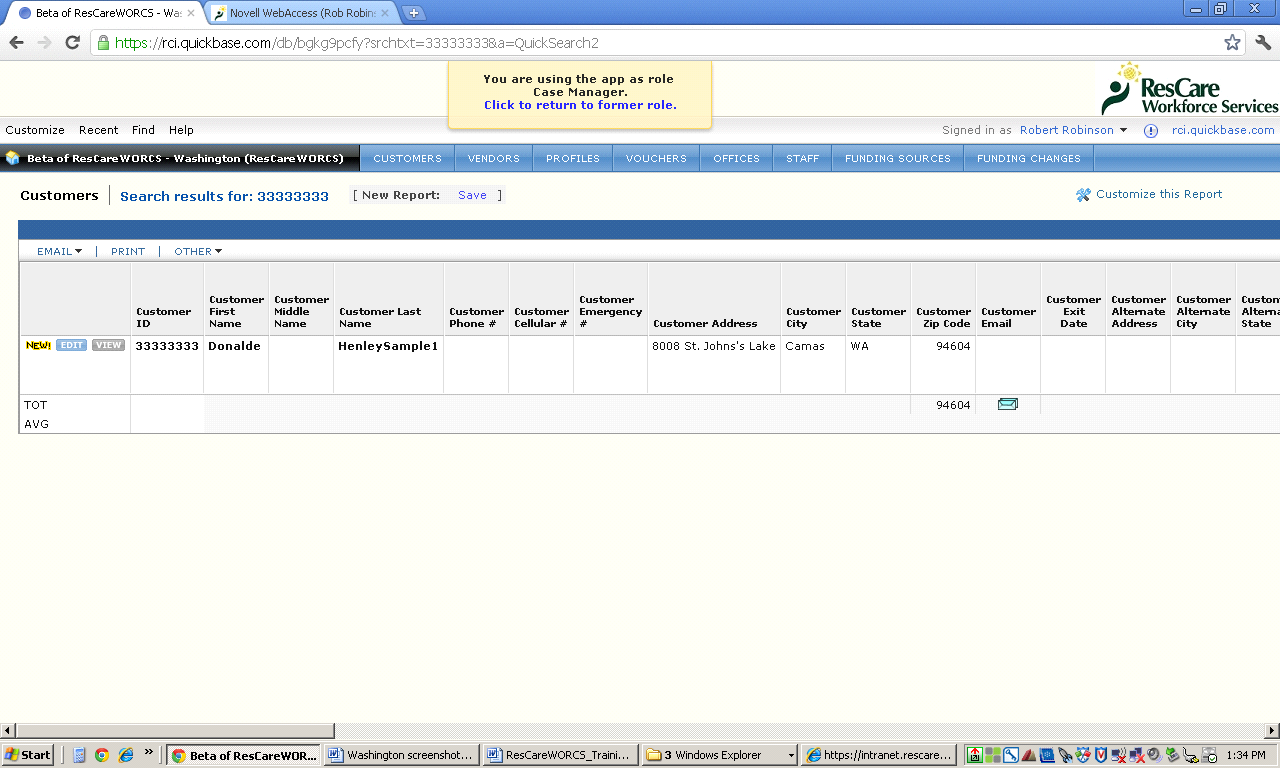 Beta of ResCareWORCS - Was
Novell WebAccess (Rob Robin
https://rci.quickbase.com/db/bgkg9pcfy?srchtxt=33333333&a=QuickSearch2
You are using the app as role
Case Manager.
Click to return to former role.
ResCare
Workforce Services
Customize Recent Find Help
Signed in as Robert Robinson rci.quickbase.com
Beta of ResCareWORCS - Washington (ResCareWORCS) CUSTOMERS VENDORS PROFILES VOUCHERS OFFICES STAFF FUNDING SOURCES FUNDING CHANGES
Customers Search results for: 33333333 [ New Report: Save ] Customize this Report
EMAIL | PRINT | OTHER
Customer ID
Customer First Name
Customer Middle Name
Customer Last Name
Customer Phone #
Customer Cellular #
Customer Emergency #
Customer Address
Customer City
Customer State
Customer Zip Code
Customer Email
Customer Exit Date
Customer Alternate Address
Customer Alternate City
Custom Alterna State
NEW! EDIT VIEW 33333333 Donalde HenleySample1 8008 St. Johns's Lake Camas WA 94604
TOT 94604
AVG
Start » Beta of ResCareWOR... Washington screenshot... ResCareWORCS_Traini... 3 Windows Explorer https://intranet.rescare... 1:34 PM